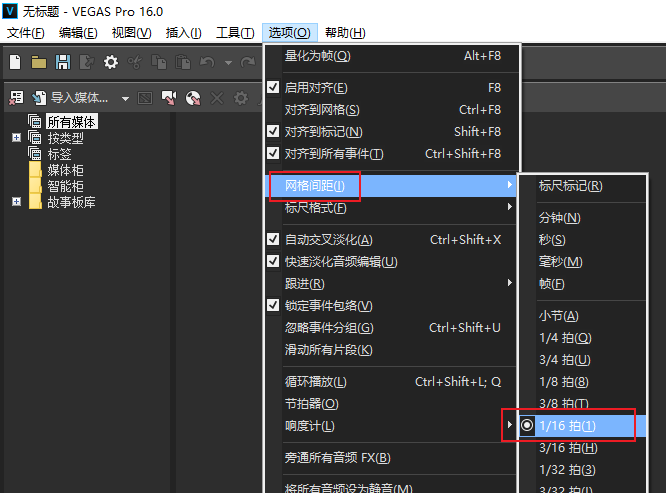 无标题 - VEGAS Pro 16.0
文件(F) 编辑(E) 视图(V) 插入(I) 工具(T) 选项(O) 帮助(H)
导入媒体...
所有媒体
按类型
标签
媒体柜
智能柜
故事板库
量化为帧(Q) Alt+F8
启用对齐(E) F8
对齐到网格(S) Ctrl+F8
对齐到标记(N) Shift+F8
对齐到所有事件(T) Ctrl+Shift+F8
网格间距(I)
标尺格式(F)
自动交叉淡化(A) Ctrl+Shift+X
快速淡化音频编辑(U)
跟进(R)
锁定事件包络(V)
忽略事件分组(G) Ctrl+Shift+U
滑动所有片段(K)
循环播放(L) Ctrl+Shift+L; Q
节拍器(O)
响度计(L)
旁通所有音频 FX(B)
将所有音频设为静音(M)
标尺标记(R)
分钟(N)
秒(S)
毫秒(M)
帧(F)
小节(A)
1/4 拍(Q)
3/4 拍(U)
1/8 拍(8)
3/8 拍(T)
1/16 拍(1)
3/16 拍(H)
1/32 拍(3)
3/32 拍(I)